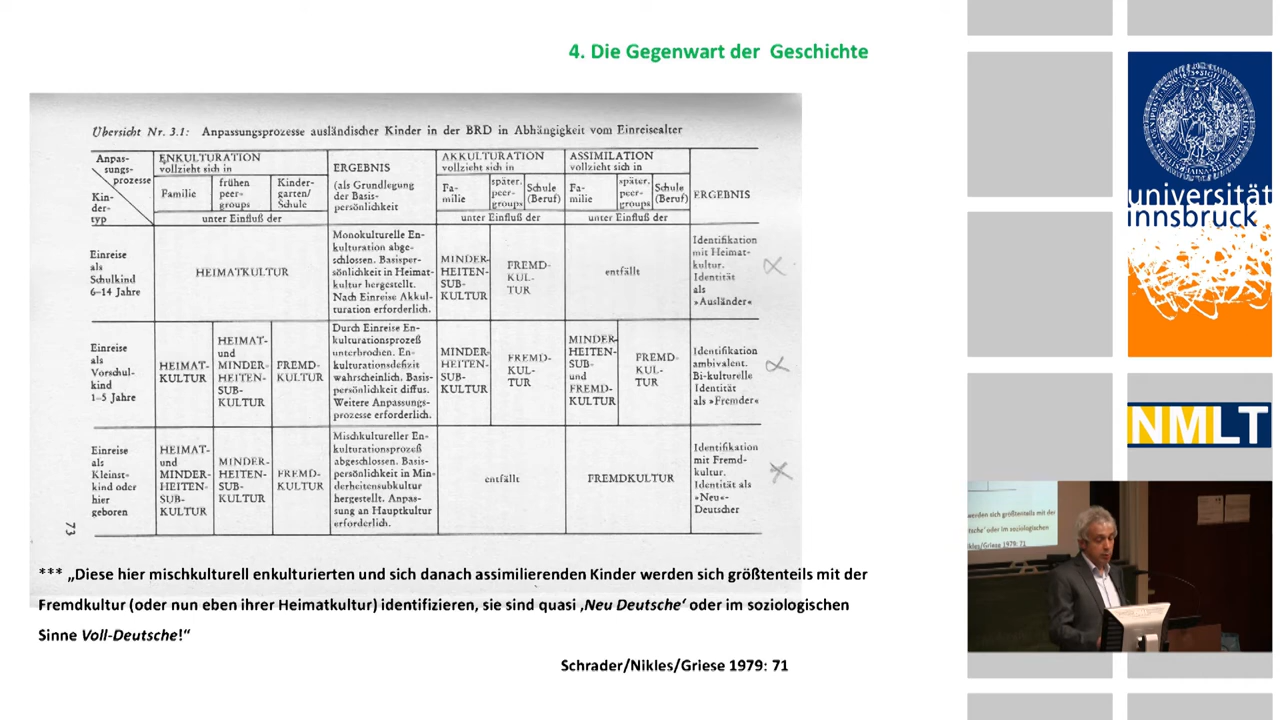 4. Die Gegenwart der Geschichte
Übersicht Nr. 3.1: Anpassungsprozesse ausländischer Kinder in der BRD in Abhängigkeit vom Einreisealter
Anpas-
sungs-
prozesse
Kin-
der-
typ
ENKULTURATION
vollzieht sich in
Familie
frühen
peer-
groups
Kinder-
garten/
Schule
unter Einfluß der
ERGEBNIS
(als Grundlegung
der Basis-
persönlichkeit
AKKULTURATION
vollzieht sich in
Fa-
milie
später.
peer-
groups
Schule
(Beruf)
unter Einfluß der
ASSIMILATION
vollzieht sich in
Fa-
milie
später.
peer-
groups
Schule
(Beruf)
unter Einfluß der
ERGEBNIS
Einreise
als
Schulkind
6-14 Jahre
HEIMATKULTUR
Monokulturelle En-
kulturation abge-
schlossen. Basisper-
sönlichkeit in Heimat-
kultur hergestellt.
Nach Einreise Akkul-
turation erforderlich.
MINDER-
HEITEN-
SUB-
KULTUR
FREMD-
KUL-
TUR
entfällt
Identifikation
mit Heimat-
kultur.
Identität
als
»Ausländer«
Einreise
als
Vorschul-
kind
1-5 Jahre
HEIMAT-
KULTUR
HEIMAT-
und
MINDER-
HEITEN-
SUB-
KULTUR
FREMD-
KULTUR
Durch Einreise En-
kulturationsprozeß
unterbrochen. En-
kulturationsdefizit
wahrscheinlich. Basis-
persönlichkeit diffus.
Weitere Anpassungs-
prozesse erforderlich.
MINDER-
HEITEN-
SUB-
KULTUR
FREMD-
KUL-
TUR
MINDER-
HEITEN-
SUB-
und
FREMD-
KULTUR
FREMD-
KUL-
TUR
Identifikation
ambivalent.
Bi-kulturelle
Identität
als »Fremder«
Einreise
als
Kleinst-
kind oder
hier
geboren
HEIMAT-
und
MINDER-
HEITEN-
SUB-
KULTUR
MINDER-
HEITEN-
SUB-
KULTUR
FREMD-
KULTUR
Mischkultureller En-
kulturationsprozeß
abgeschlossen. Basis-
persönlichkeit in Min-
derheitensubkultur
hergestellt. Anpas-
sung an Hauptkultur
erforderlich.
entfällt
FREMDKULTUR
Identifikation
mit Fremd-
kultur.
Identität als
»Neu«-
Deutscher
73
*** „Diese hier mischkulturell enkulturierten und sich danach assimilierenden Kinder werden sich größtenteils mit der
Fremdkultur (oder nun eben ihrer Heimatkultur) identifizieren, sie sind quasi ‚Neu Deutsche‘ oder im soziologischen
Sinne Voll-Deutsche!“
Schrader/Nikles/Griese 1979: 71
universität
innsbruck
NMLT
werden sich größtenteils mit der
tsche‘ oder im soziologischen
ikles/Griese 1979: 71